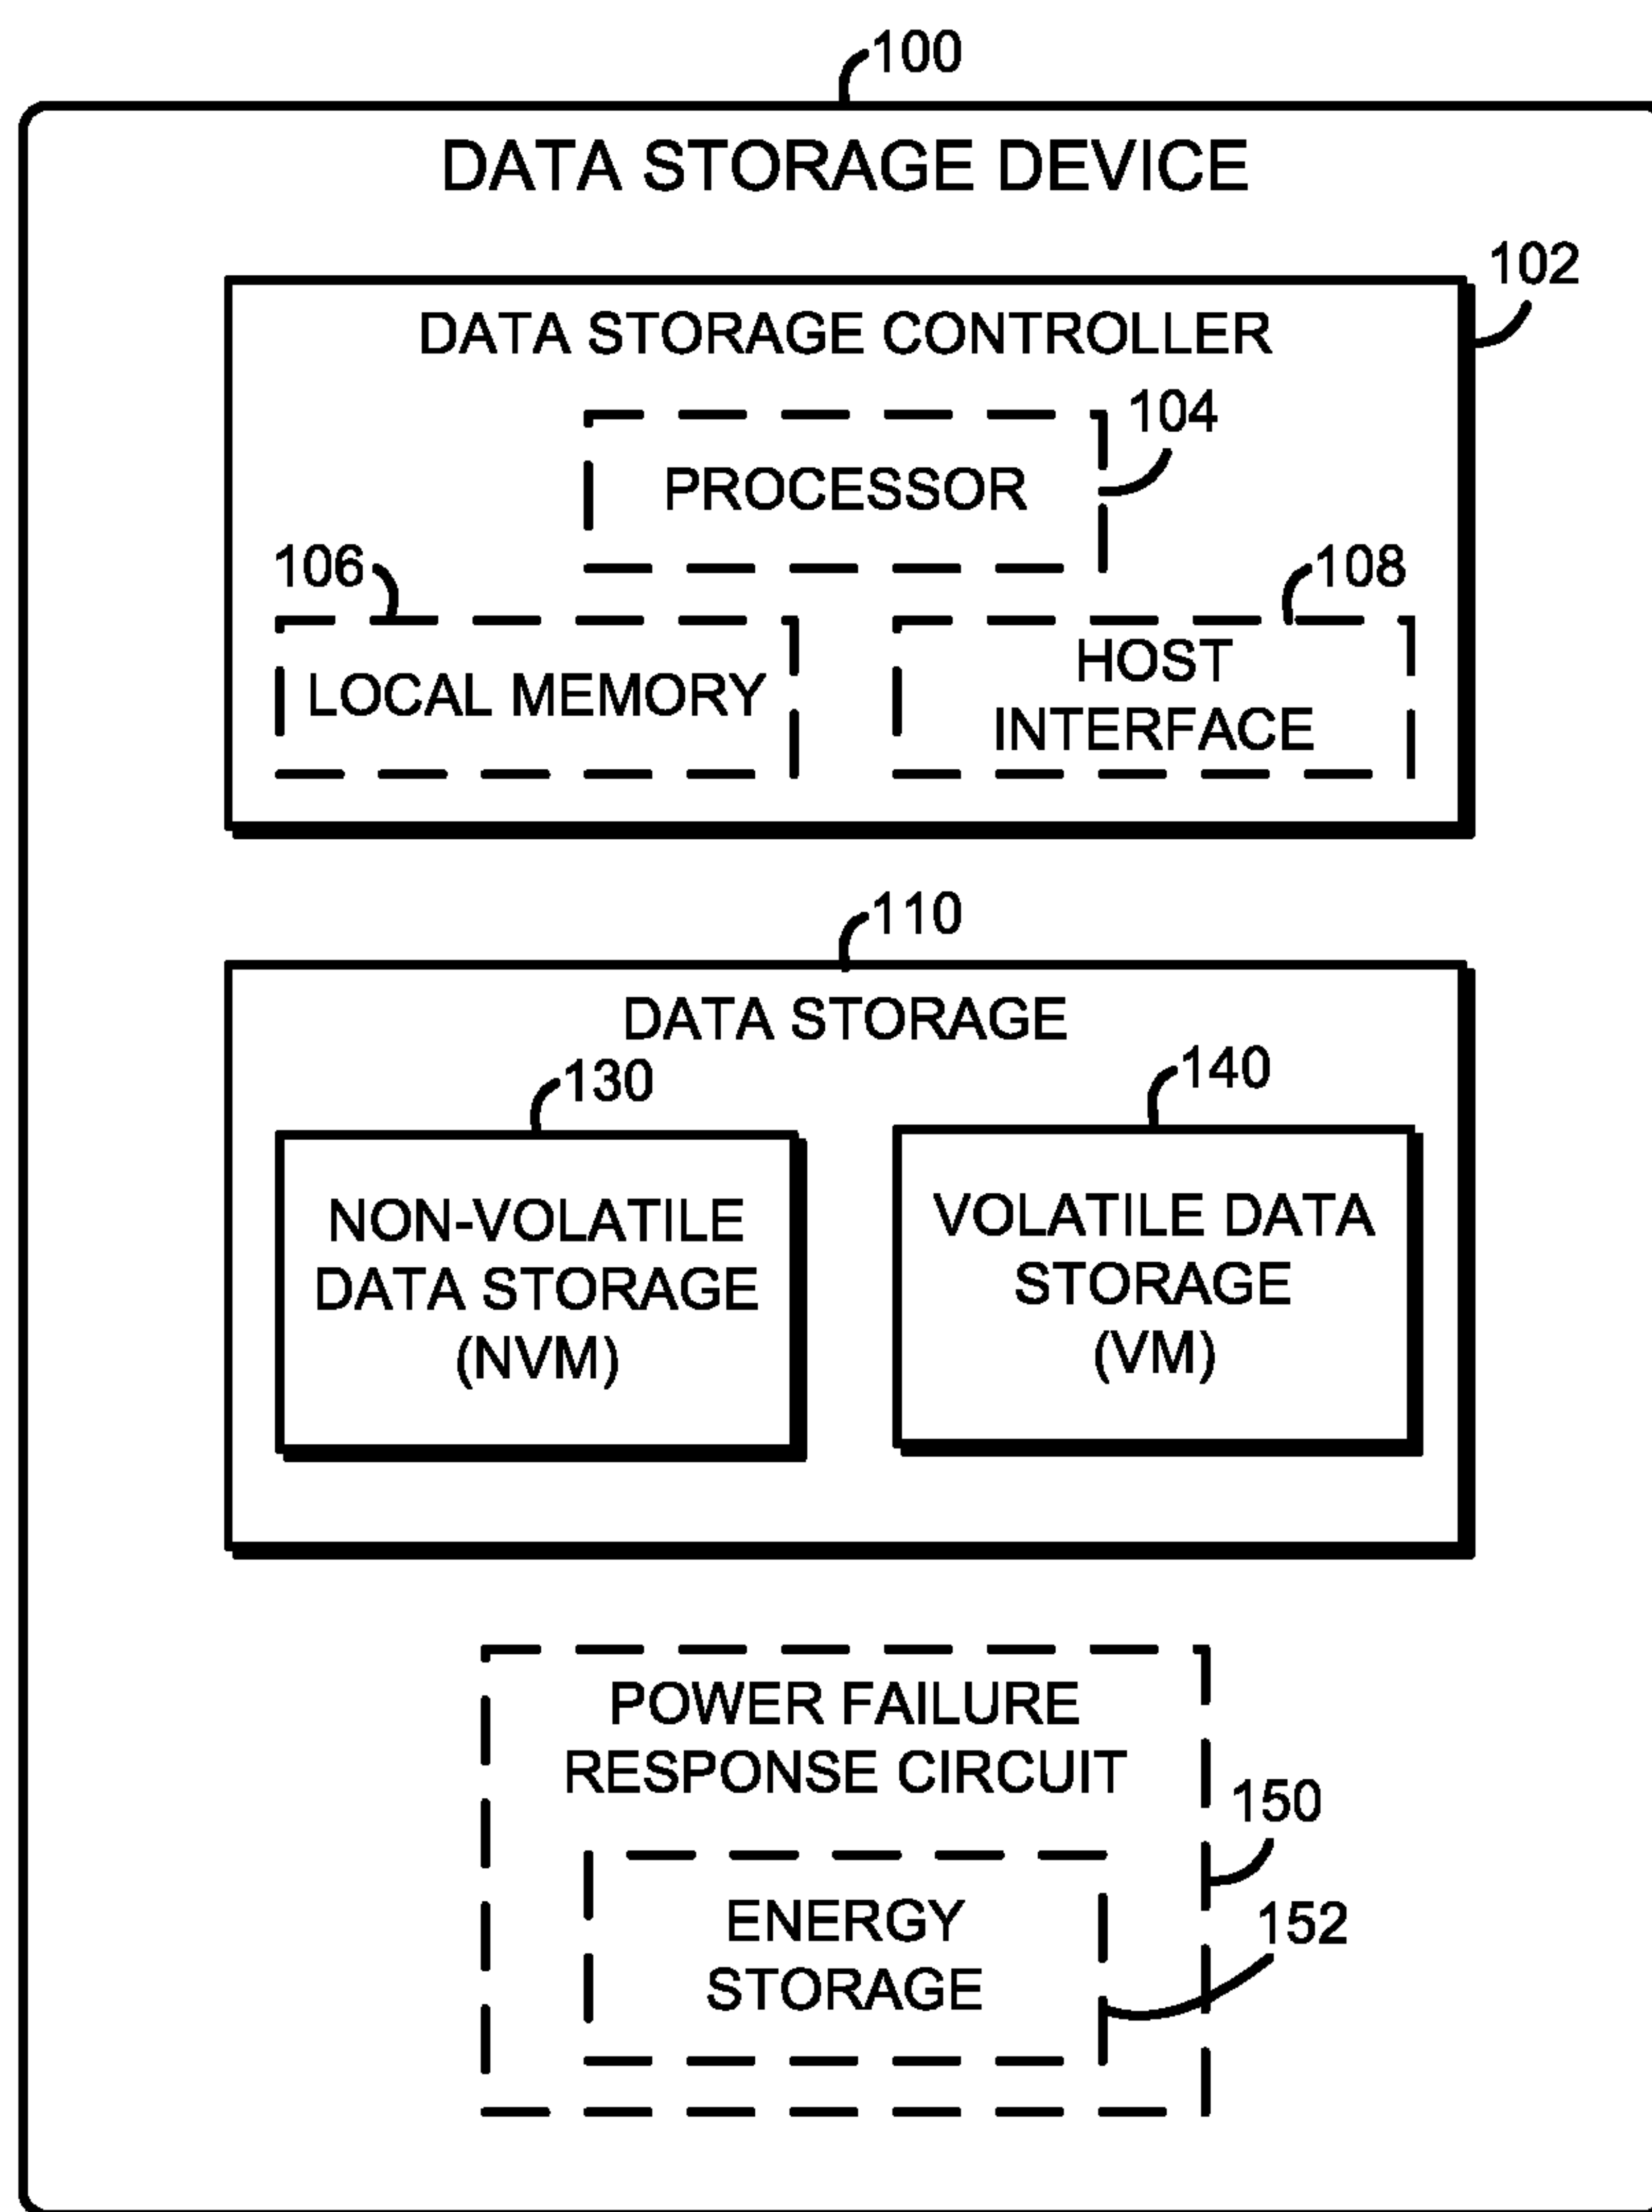 100
DATA STORAGE DEVICE
102
DATA STORAGE CONTROLLER
104
PROCESSOR
106
108
LOCAL MEMORY
HOST
INTERFACE
110
DATA STORAGE
130
140
NON-VOLATILE
DATA STORAGE
(NVM)
VOLATILE DATA
STORAGE
(VM)
POWER FAILURE
RESPONSE CIRCUIT
150
ENERGY
STORAGE
152